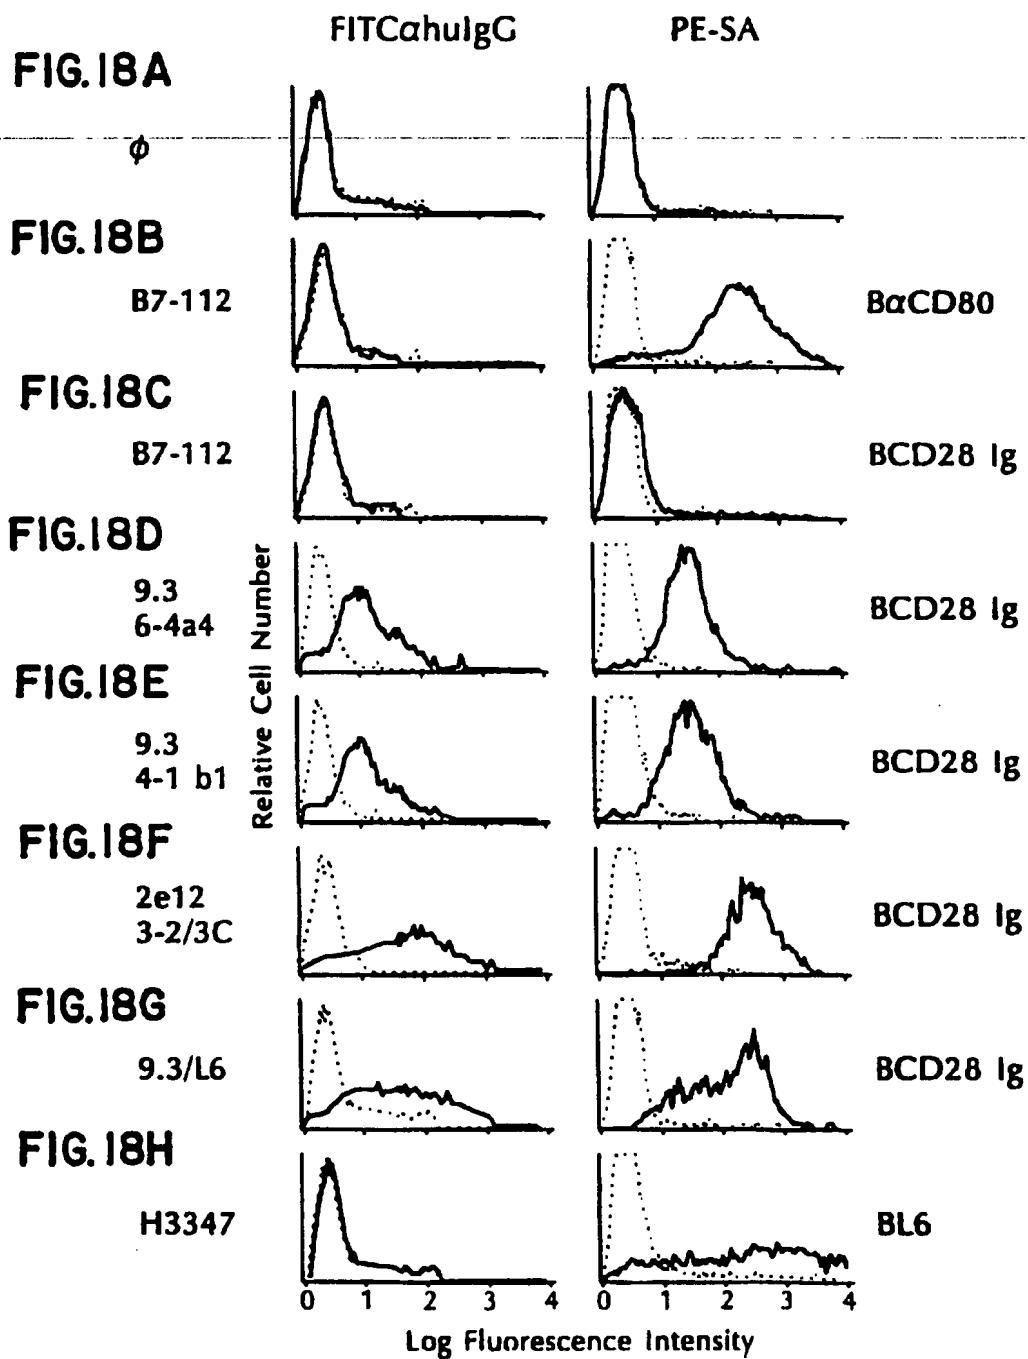 FITCαhuIgG PE-SA
FIG.18A
φ
FIG.18B
B7-112 BαCD80
FIG.18C
B7-112 BCD28 Ig
FIG.18D
9.3
6-4a4 BCD28 Ig
FIG.18E
9.3
4-1 b1 BCD28 Ig
FIG.18F
2e12
3-2/3C BCD28 Ig
FIG.18G
9.3/L6 BCD28 Ig
FIG.18H
H3347 BL6
Relative Cell Number
0 1 2 3 4 0 1 2 3 4
Log Fluorescence Intensity